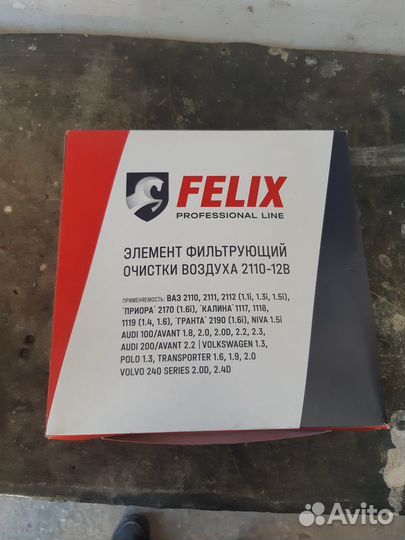 FELIX
PROFESSIONAL LINE
ЭЛЕМЕНТ ФИЛЬТРУЮЩИЙ
ОЧИСТКИ ВОЗДУХА 2110-12В
ПРИМЕНЯЕМОСТЬ: ВАЗ 2110, 2111, 2112 (1.1i, 1.3i, 1.5i),
"ПРИОРА" 2170 (1.6i), "КАЛИНА" 1117, 1118,
1119 (1.4, 1.6), "ГРАНТА" 2190 (1.6i), NIVA 1.5i
AUDI 100/AVANT 1.8, 2.0, 2.0D, 2.2, 2.3,
AUDI 200/AVANT 2.2 | VOLKSWAGEN 1.3,
POLO 1.3, TRANSPORTER 1.6, 1.9, 2.0
VOLVO 240 SERIES 2.0D, 2.4D
Avito